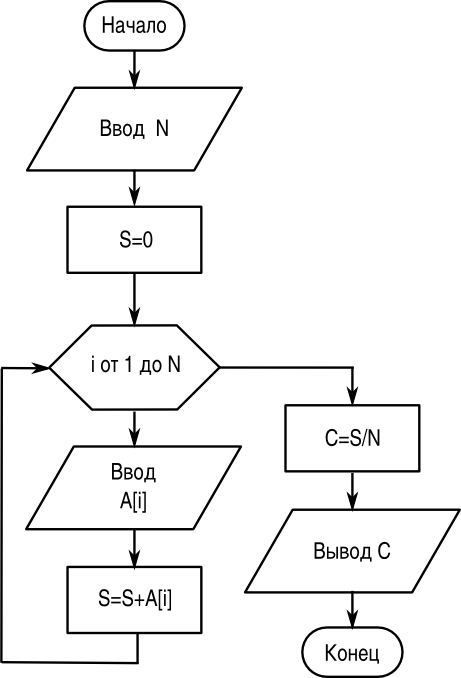 Начало
Ввод N
S=0
i от 1 до N
Ввод
A[i]
S=S+A[i]
C=S/N
Вывод C
Конец